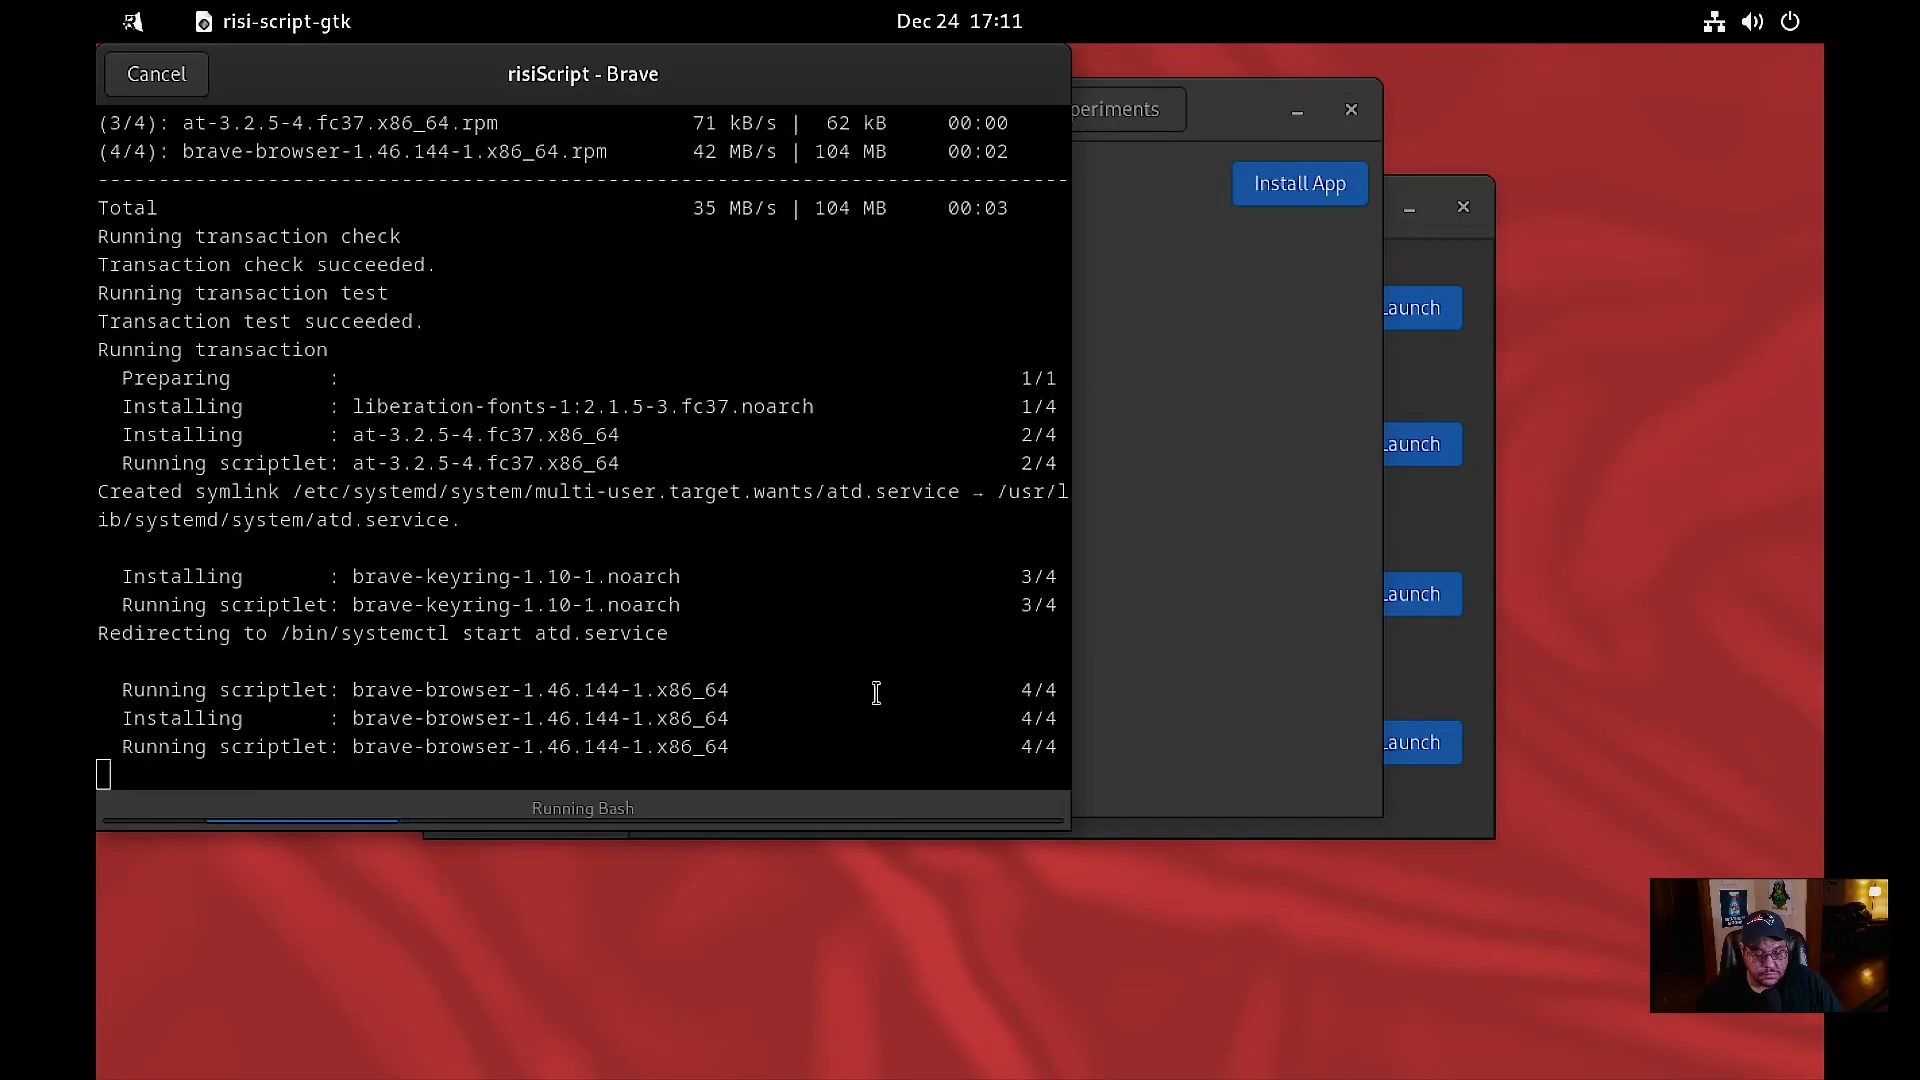 risi-script-gtk
Dec 24 17:11
Cancel
risiScript - Brave
(3/4): at-3.2.5-4.fc37.x86_64.rpm 71 kB/s | 62 kB 00:00
(4/4): brave-browser-1.46.144-1.x86_64.rpm 42 MB/s | 104 MB 00:02
--------------------------------------------------------------------------------
Total 35 MB/s | 104 MB 00:03
Running transaction check
Transaction check succeeded.
Running transaction test
Transaction test succeeded.
Running transaction
Preparing : 1/1
Installing : liberation-fonts-1:2.1.5-3.fc37.noarch 1/4
Installing : at-3.2.5-4.fc37.x86_64 2/4
Running scriptlet: at-3.2.5-4.fc37.x86_64 2/4
Created symlink /etc/systemd/system/multi-user.target.wants/atd.service → /usr/l
ib/systemd/system/atd.service.
Installing : brave-keyring-1.10-1.noarch 3/4
Running scriptlet: brave-keyring-1.10-1.noarch 3/4
Redirecting to /bin/systemctl start atd.service
Running scriptlet: brave-browser-1.46.144-1.x86_64 4/4
Installing : brave-browser-1.46.144-1.x86_64 4/4
Running scriptlet: brave-browser-1.46.144-1.x86_64 4/4
Running Bash
periments
Install App
Launch
Launch
Launch
Launch